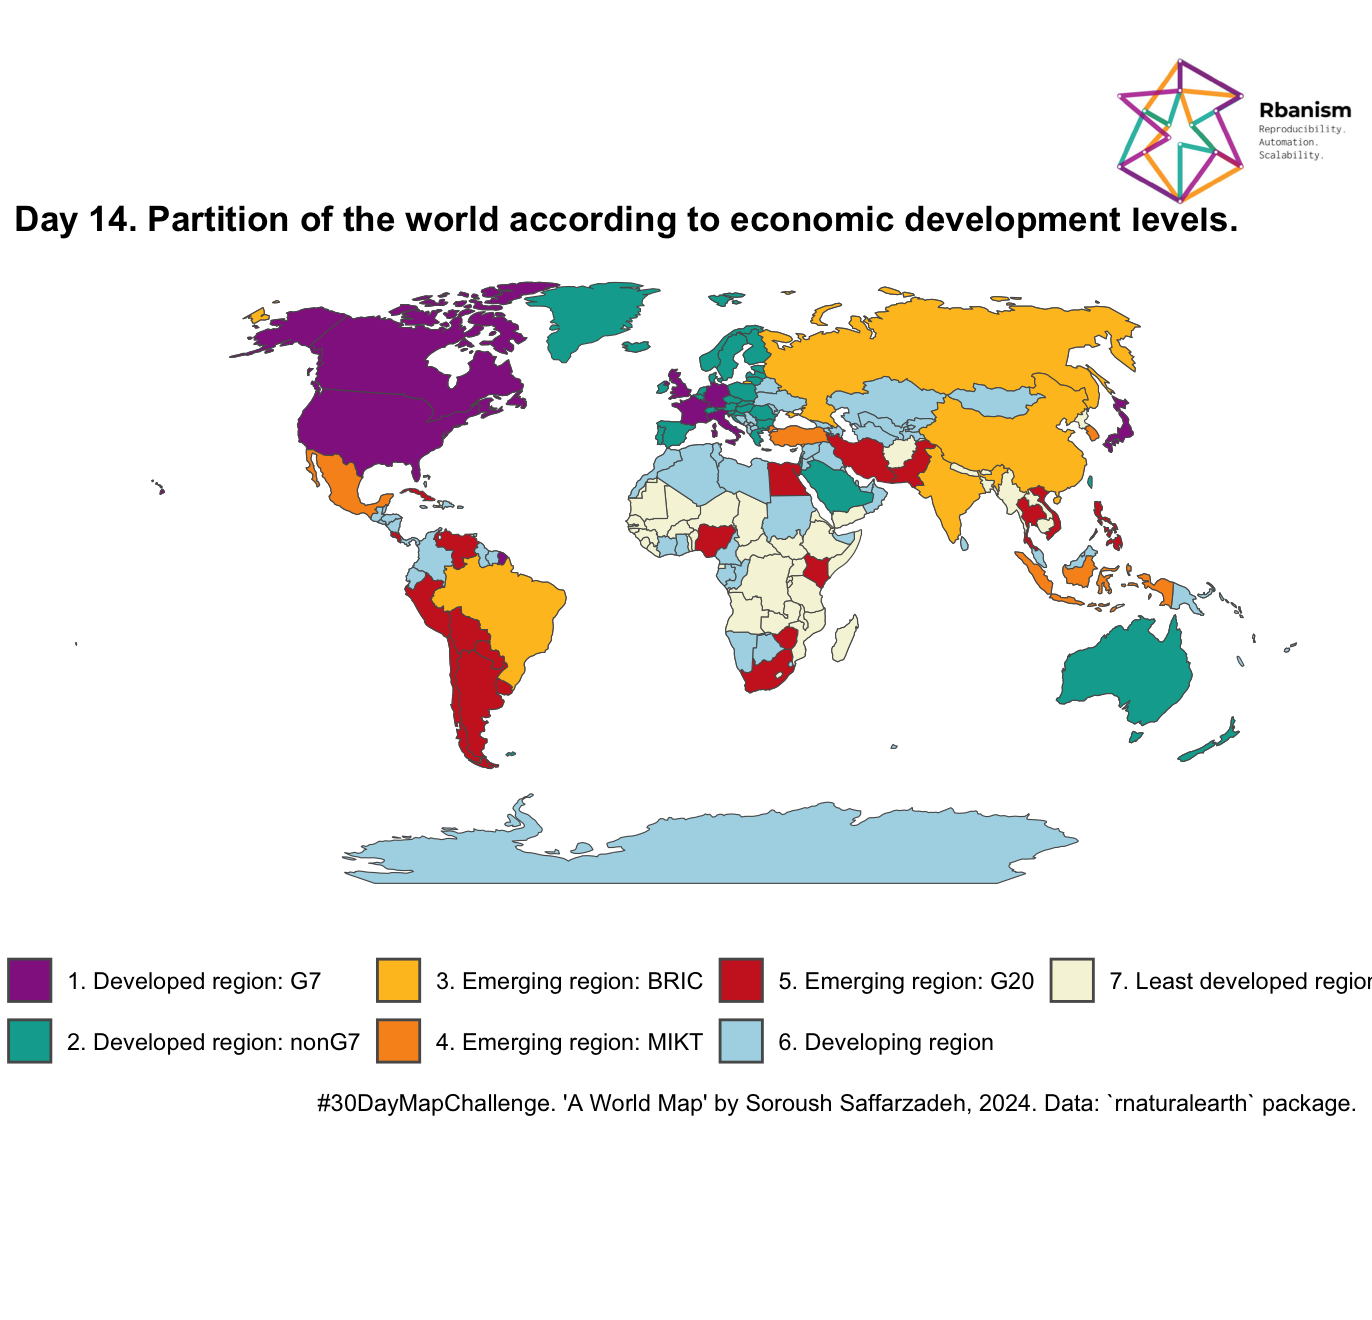 Rbanism
Reproducibility.
Automation.
Scalability.
Day 14. Partition of the world according to economic development levels.
1. Developed region: G7
3. Emerging region: BRIC
5. Emerging region: G20
7. Least developed region
2. Developed region: nonG7
4. Emerging region: MIKT
6. Developing region
#30DayMapChallenge. 'A World Map' by Soroush Saffarzadeh, 2024. Data: `rnaturalearth` package.